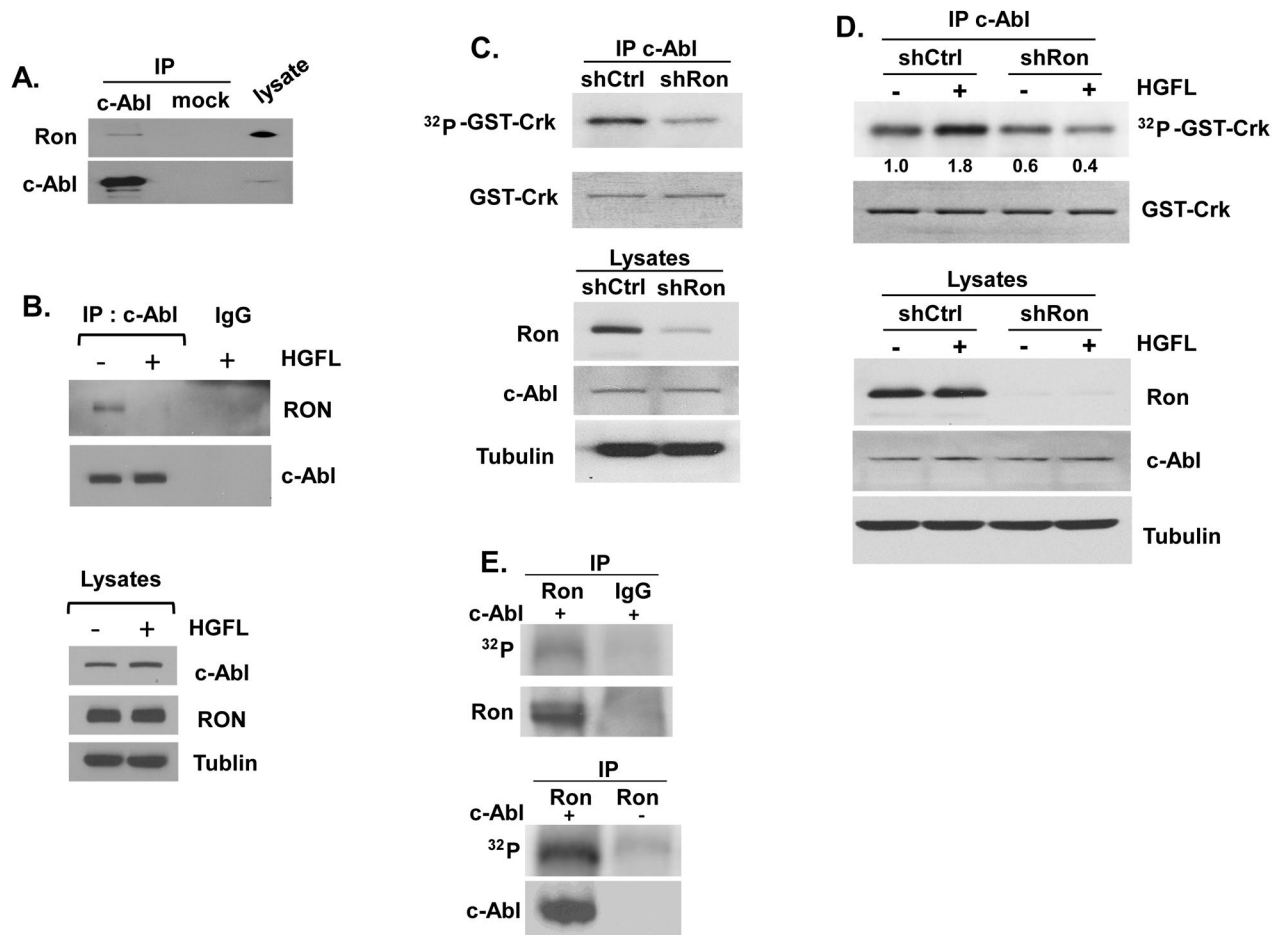 A.
IP
c-Abl mock lysate
Ron
c-Abl
B.
IP : c-Abl IgG
- + + HGFL
RON
c-Abl
Lysates
- + HGFL
c-Abl
RON
Tublin
C.
IP c-Abl
shCtrl shRon
32P-GST-Crk
GST-Crk
Lysates
shCtrl shRon
Ron
c-Abl
Tubulin
D.
IP c-Abl
shCtrl shRon
- + - + HGFL
32P-GST-Crk
1.0 1.8 0.6 0.4
GST-Crk
Lysates
shCtrl shRon
- + - + HGFL
Ron
c-Abl
Tubulin
E.
IP
Ron IgG
c-Abl + +
32P
Ron
IP
Ron Ron
c-Abl + -
32P
c-Abl